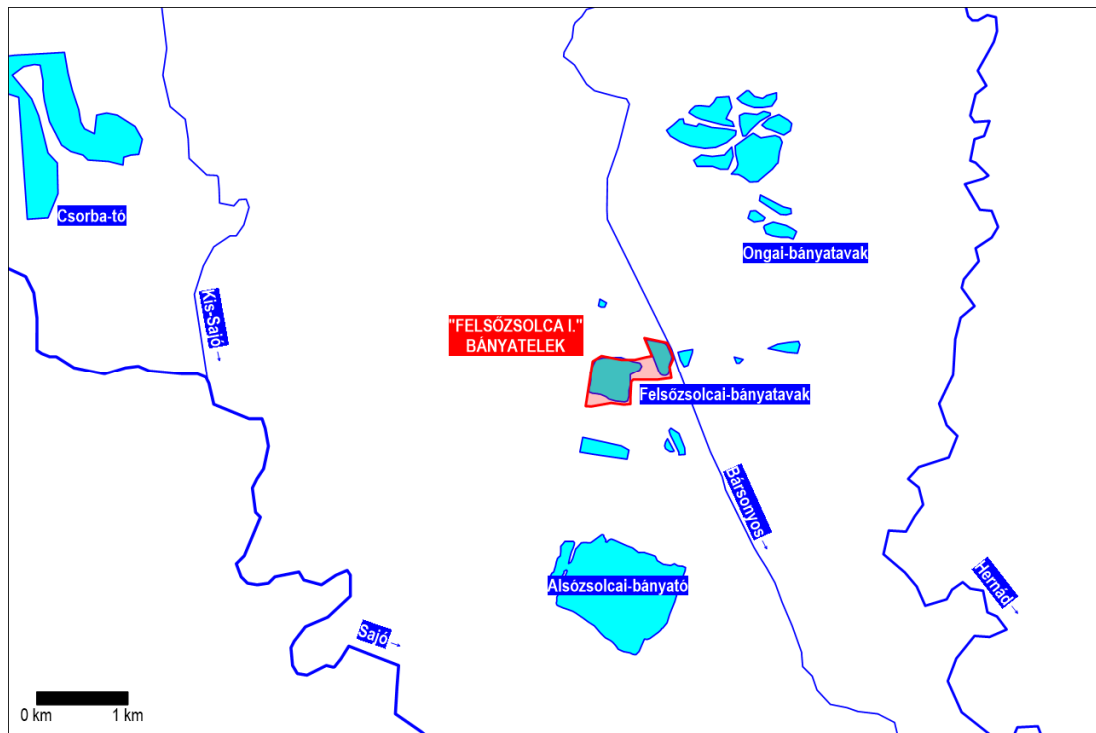 Csorba-tó
Ongai-bányatavak
Kis-Sajó
"FELSŐZSOLCA I."
BÁNYATELEK
Felsőzsolcai-bányatavak
Bársonyos
Alsózsolcai-bányató
Hernád
Sajó
0 km 1 km